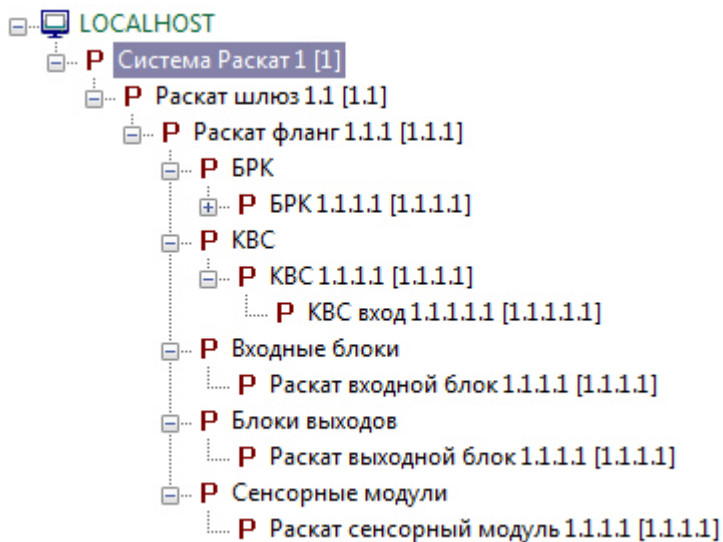 LOCALHOST
Р Система Раскат 1 [1]
Р Раскат шлюз 1.1 [1.1]
Р Раскат фланг 1.1.1 [1.1.1]
Р БРК
Р БРК 1.1.1.1 [1.1.1.1]
Р КВС
Р КВС 1.1.1.1 [1.1.1.1]
Р КВС вход 1.1.1.1.1 [1.1.1.1.1]
Р Входные блоки
Р Раскат входной блок 1.1.1.1 [1.1.1.1]
Р Блоки выходов
Р Раскат выходной блок 1.1.1.1 [1.1.1.1]
Р Сенсорные модули
Р Раскат сенсорный модуль 1.1.1.1 [1.1.1.1]